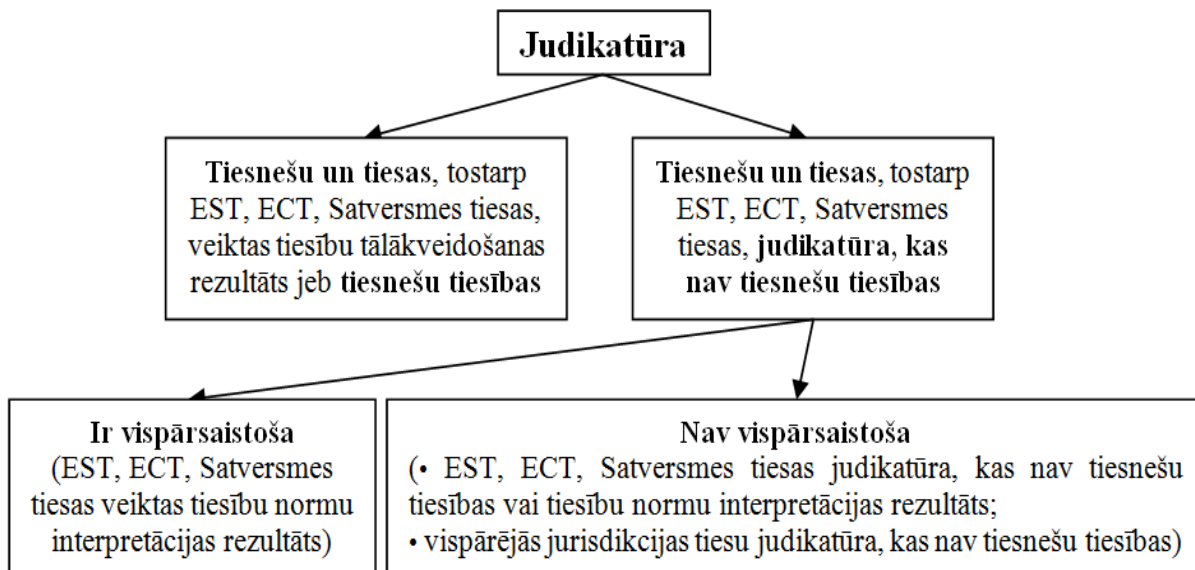 Judikatūra
Tiesnešu un tiesas, tostarp
EST, ECT, Satversmes tiesas,
veiktas tiesību tālākveidošanas
rezultāts jeb tiesnešu tiesības
Tiesnešu un tiesas, tostarp
EST, ECT, Satversmes
tiesas, judikatūra, kas
nav tiesnešu tiesības
Ir vispārsaistoša
(EST, ECT, Satversmes
tiesas veiktas tiesību normu
interpretācijas rezultāts)
Nav vispārsaistoša
(• EST, ECT, Satversmes tiesas judikatūra, kas nav tiesnešu
tiesības vai tiesību normu interpretācijas rezultāts;
• vispārējās jurisdikcijas tiesu judikatūra, kas nav tiesnešu tiesības)